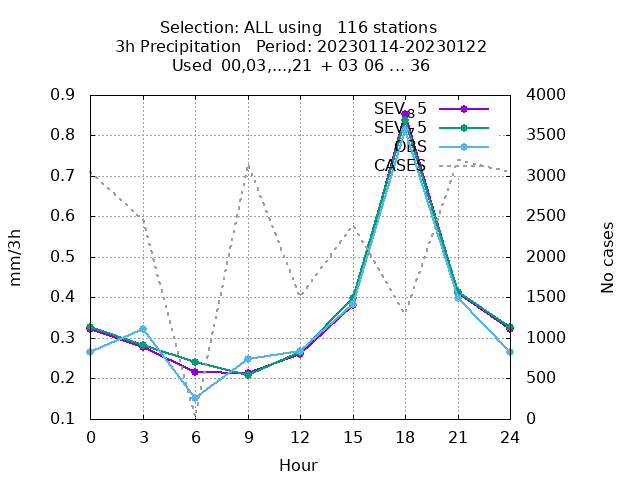 Selection: ALL using 116 stations
3h Precipitation Period: 20230114-20230122
Used 00,03,...,21 + 03 06 ... 36
0.9 4000
SEV_8 5
0.8 3500
SEV_7 5
OBS
CASES
0.7 3000
0.6 2500
mm/3h No cases
0.5 2000
0.4 1500
0.3 1000
0.2 500
0.1 0
0 3 6 9 12 15 18 21 24
Hour